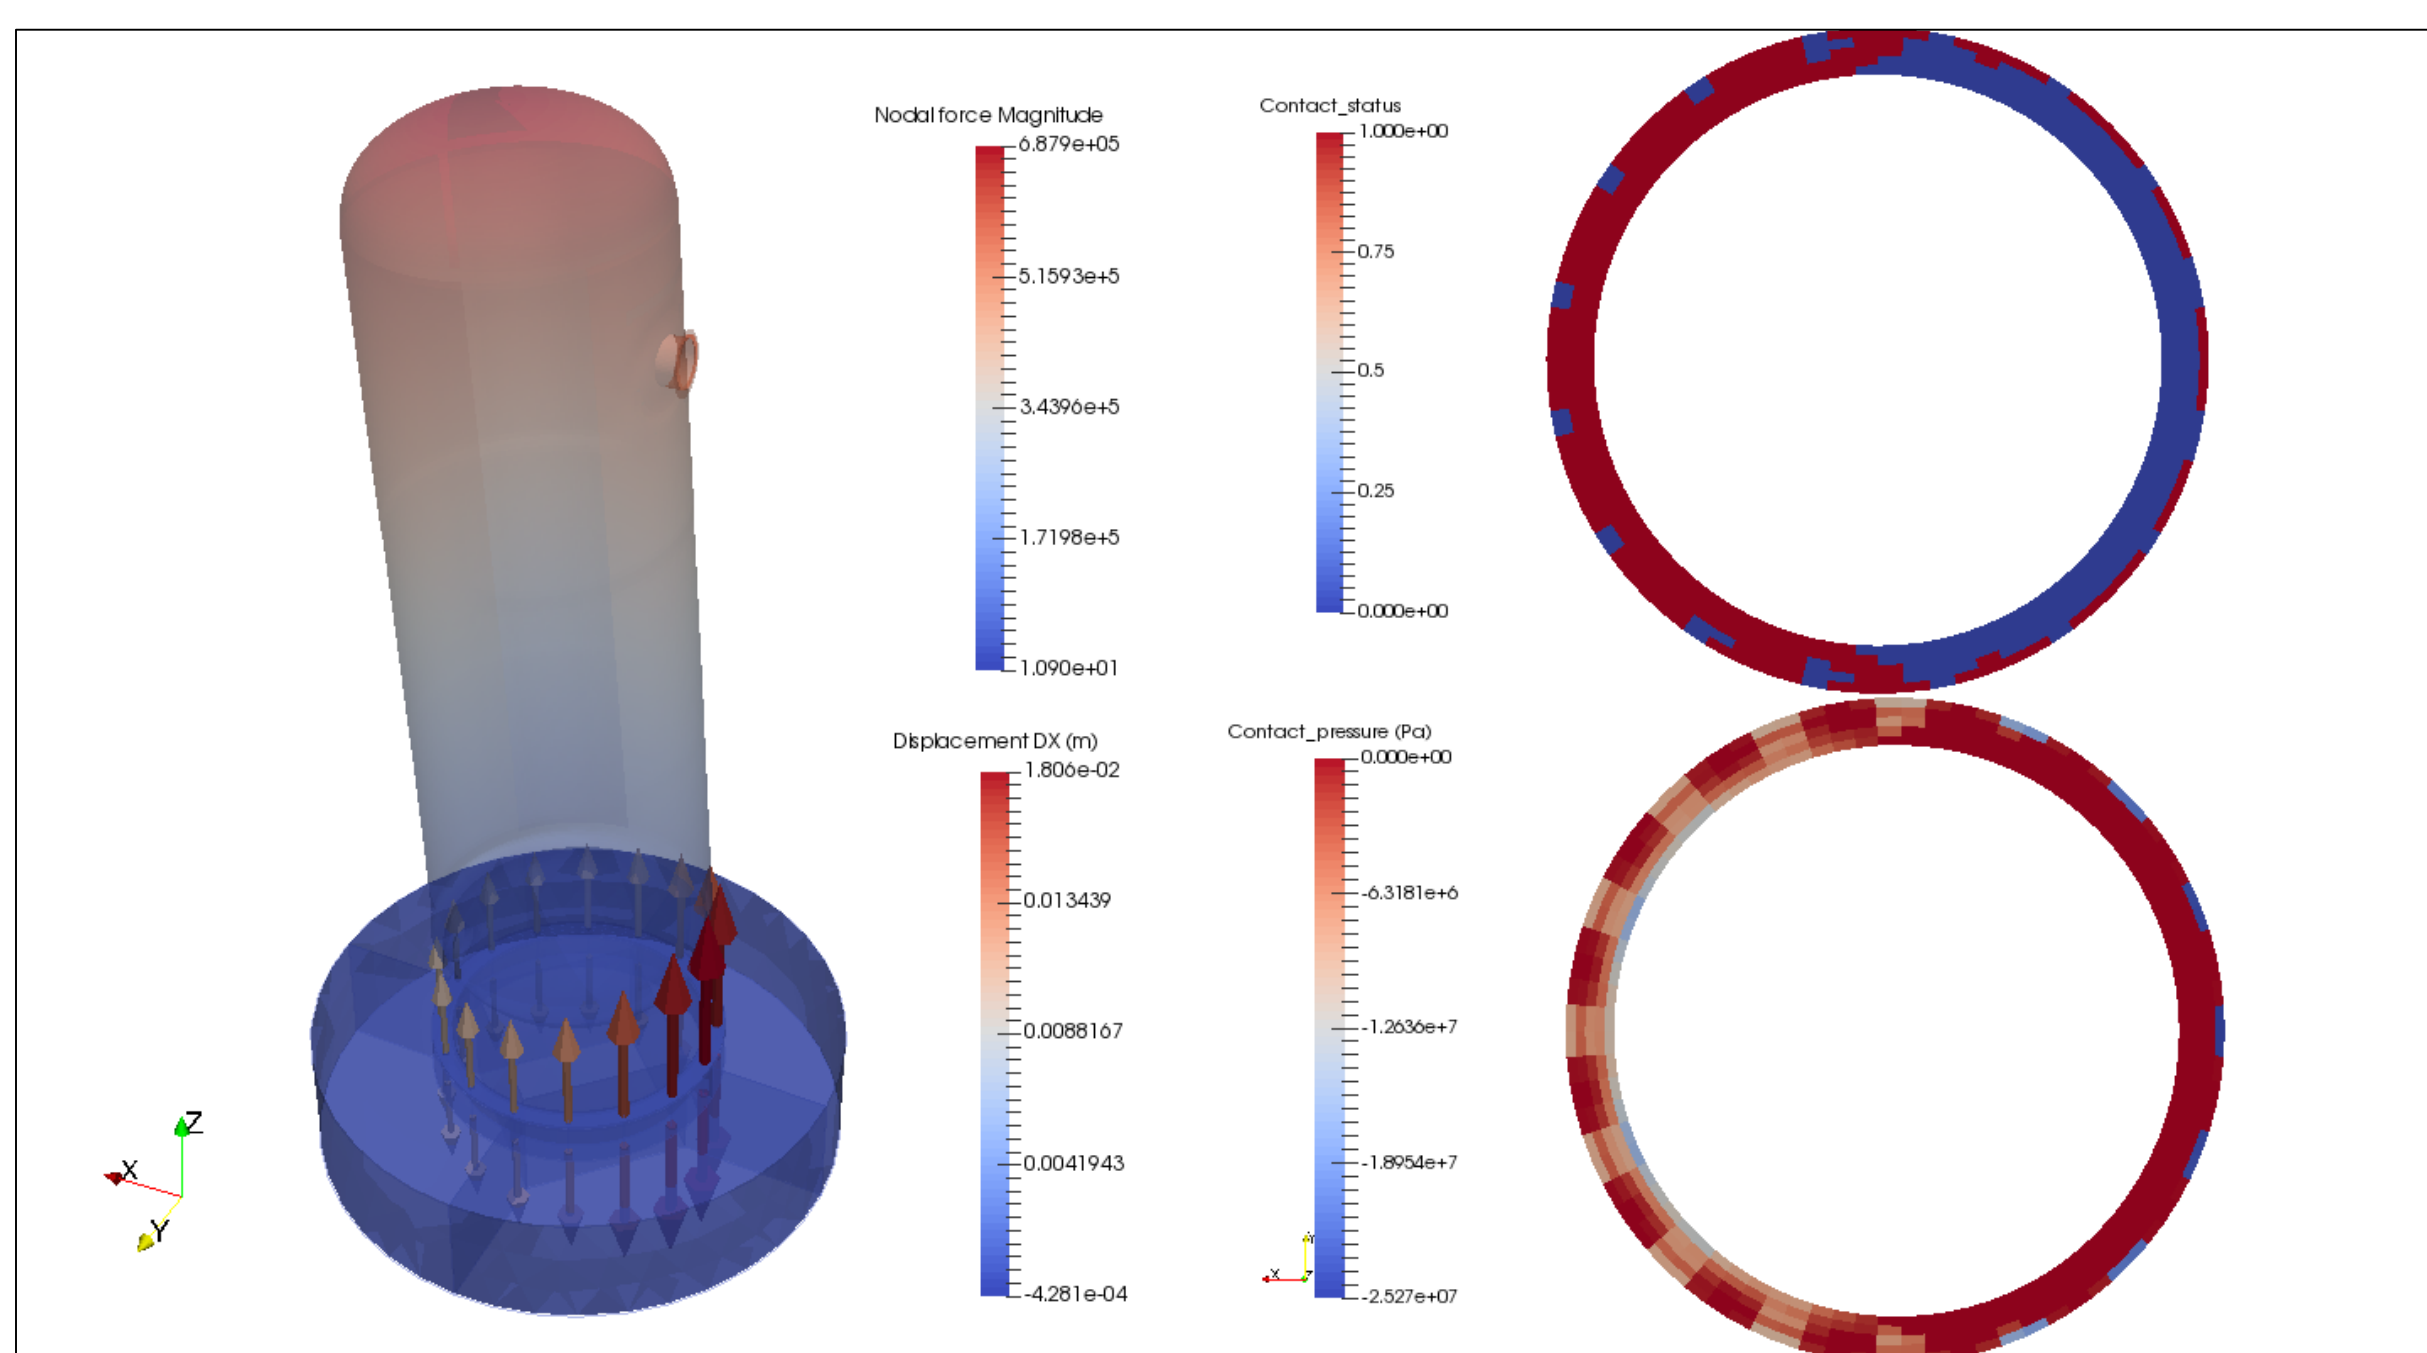 Nodal force Magnitude
6.879e+05
5.1593e+5
3.4396e+5
1.7198e+5
1.090e+01
Contact_status
1.000e+00
0.75
0.5
0.25
0.000e+00
Displacement DX (m)
1.806e-02
0.013439
0.0088167
0.0041943
-4.281e-04
Contact_pressure (Pa)
0.000e+00
-6.3181e+6
-1.2636e+7
-1.8954e+7
-2.527e+07
Z
X
Y
X